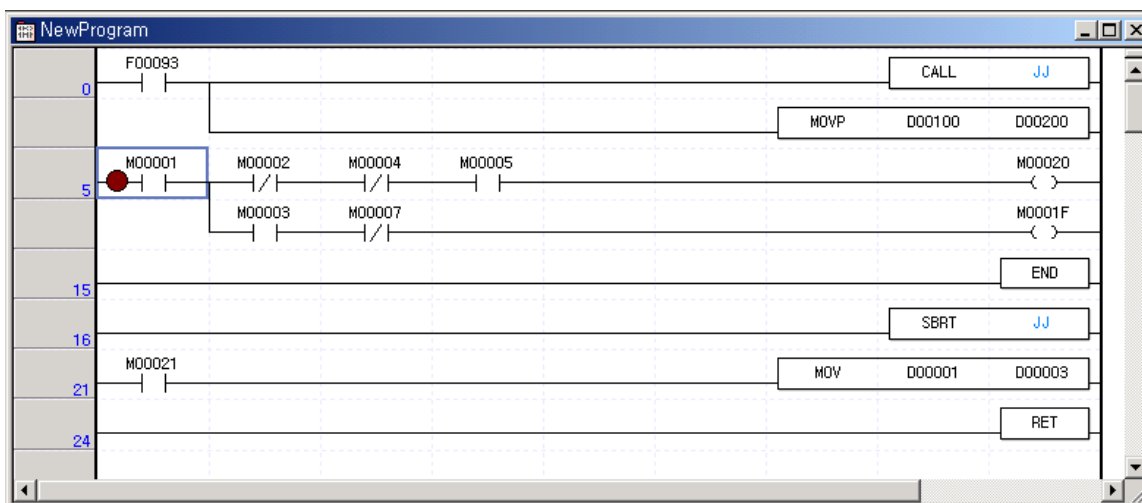 NewProgram
F00093
CALL JJ
0
MOVP D00100 D00200
M00001 M00002 M00004 M00005 M00020
5
M00003 M00007 M0001F
END
15
SBRT JJ
16
M00021
MOV D00001 D00003
21
RET
24